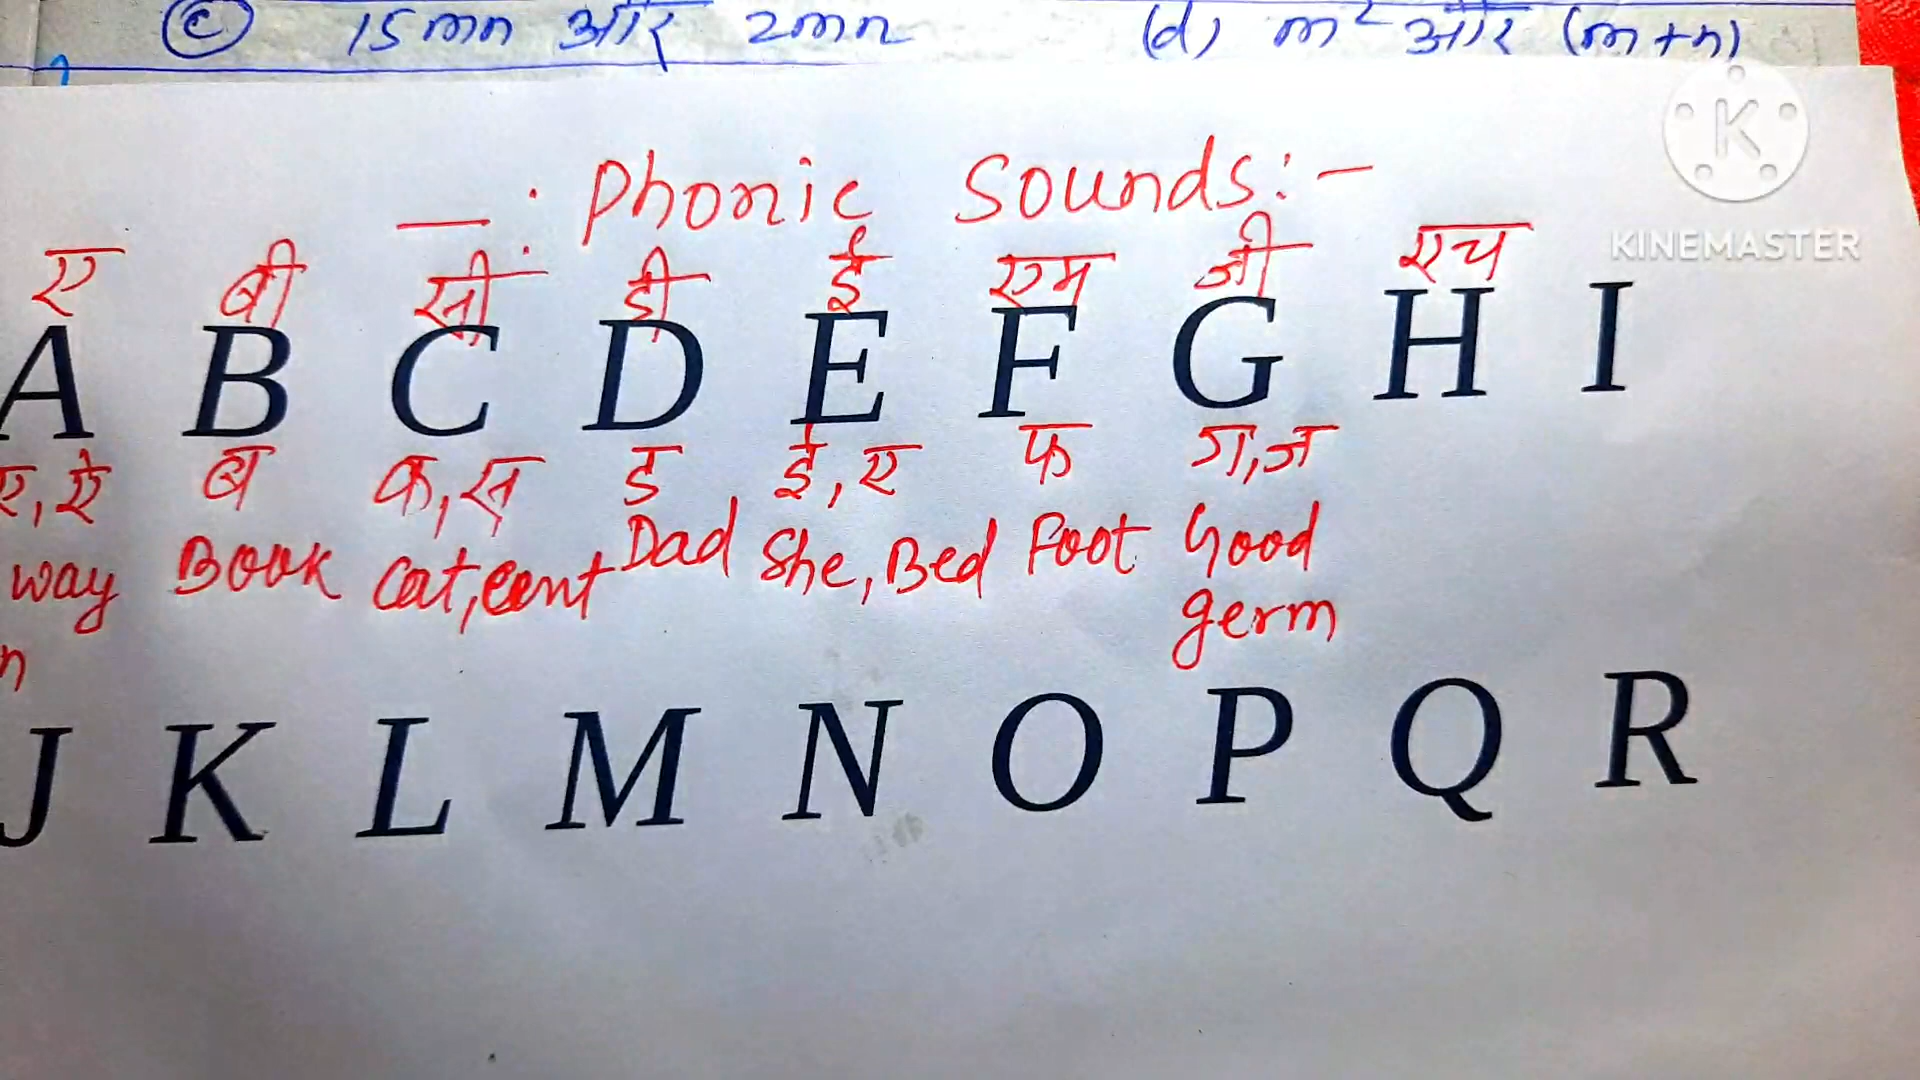 (c) 15mn और 2mn (d) m² और (m+n)
K
KINEMASTER
—: Phonic Sounds:-
ए बी सी डी ई एम जी एच
A B C D E F G H I
ए, ऐ ब क, स ड ई, ए फ ग, ज
way Book Cat, cent Dad, She, Bed Foot Good
n germ
J K L M N O P Q R